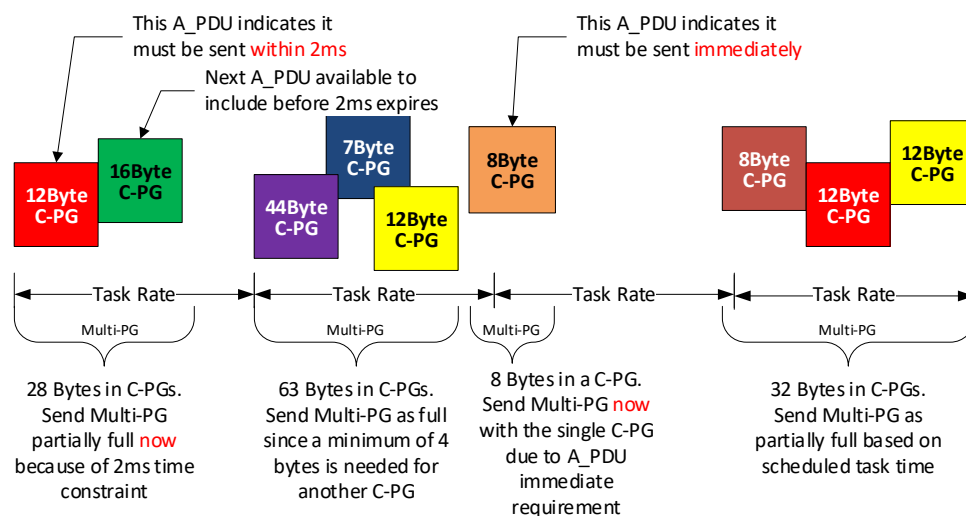 This A_PDU indicates it
must be sent within 2ms
Next A_PDU available to
include before 2ms expires
This A_PDU indicates it
must be sent immediately
12Byte
C-PG
16Byte
C-PG
44Byte
C-PG
7Byte
C-PG
12Byte
C-PG
8Byte
C-PG
8Byte
C-PG
12Byte
C-PG
12Byte
C-PG
Task Rate
Task Rate
Task Rate
Task Rate
Multi-PG
Multi-PG
Multi-PG
Multi-PG
28 Bytes in C-PGs.
Send Multi-PG
partially full now
because of 2ms time
constraint
63 Bytes in C-PGs.
Send Multi-PG as full
since a minimum of 4
bytes is needed for
another C-PG
8 Bytes in a C-PG.
Send Multi-PG now
with the single C-PG
due to A_PDU
immediate
requirement
32 Bytes in C-PGs.
Send Multi-PG as
partially full based on
scheduled task time